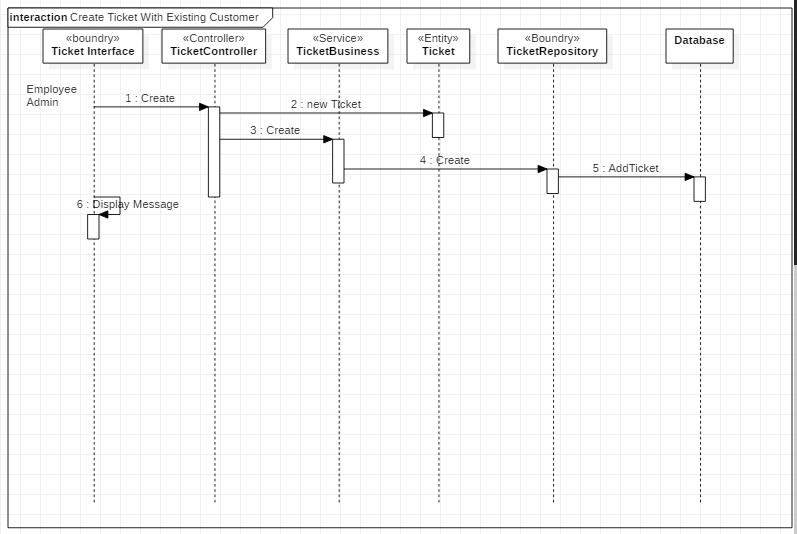 interaction Create Ticket With Existing Customer
«boundry»
Ticket Interface
«Controller»
TicketController
«Service»
TicketBusiness
«Entity»
Ticket
«Boundry»
TicketRepository
Database
Employee
Admin
1 : Create
2 : new Ticket
3 : Create
4 : Create
5 : AddTicket
6 : Display Message